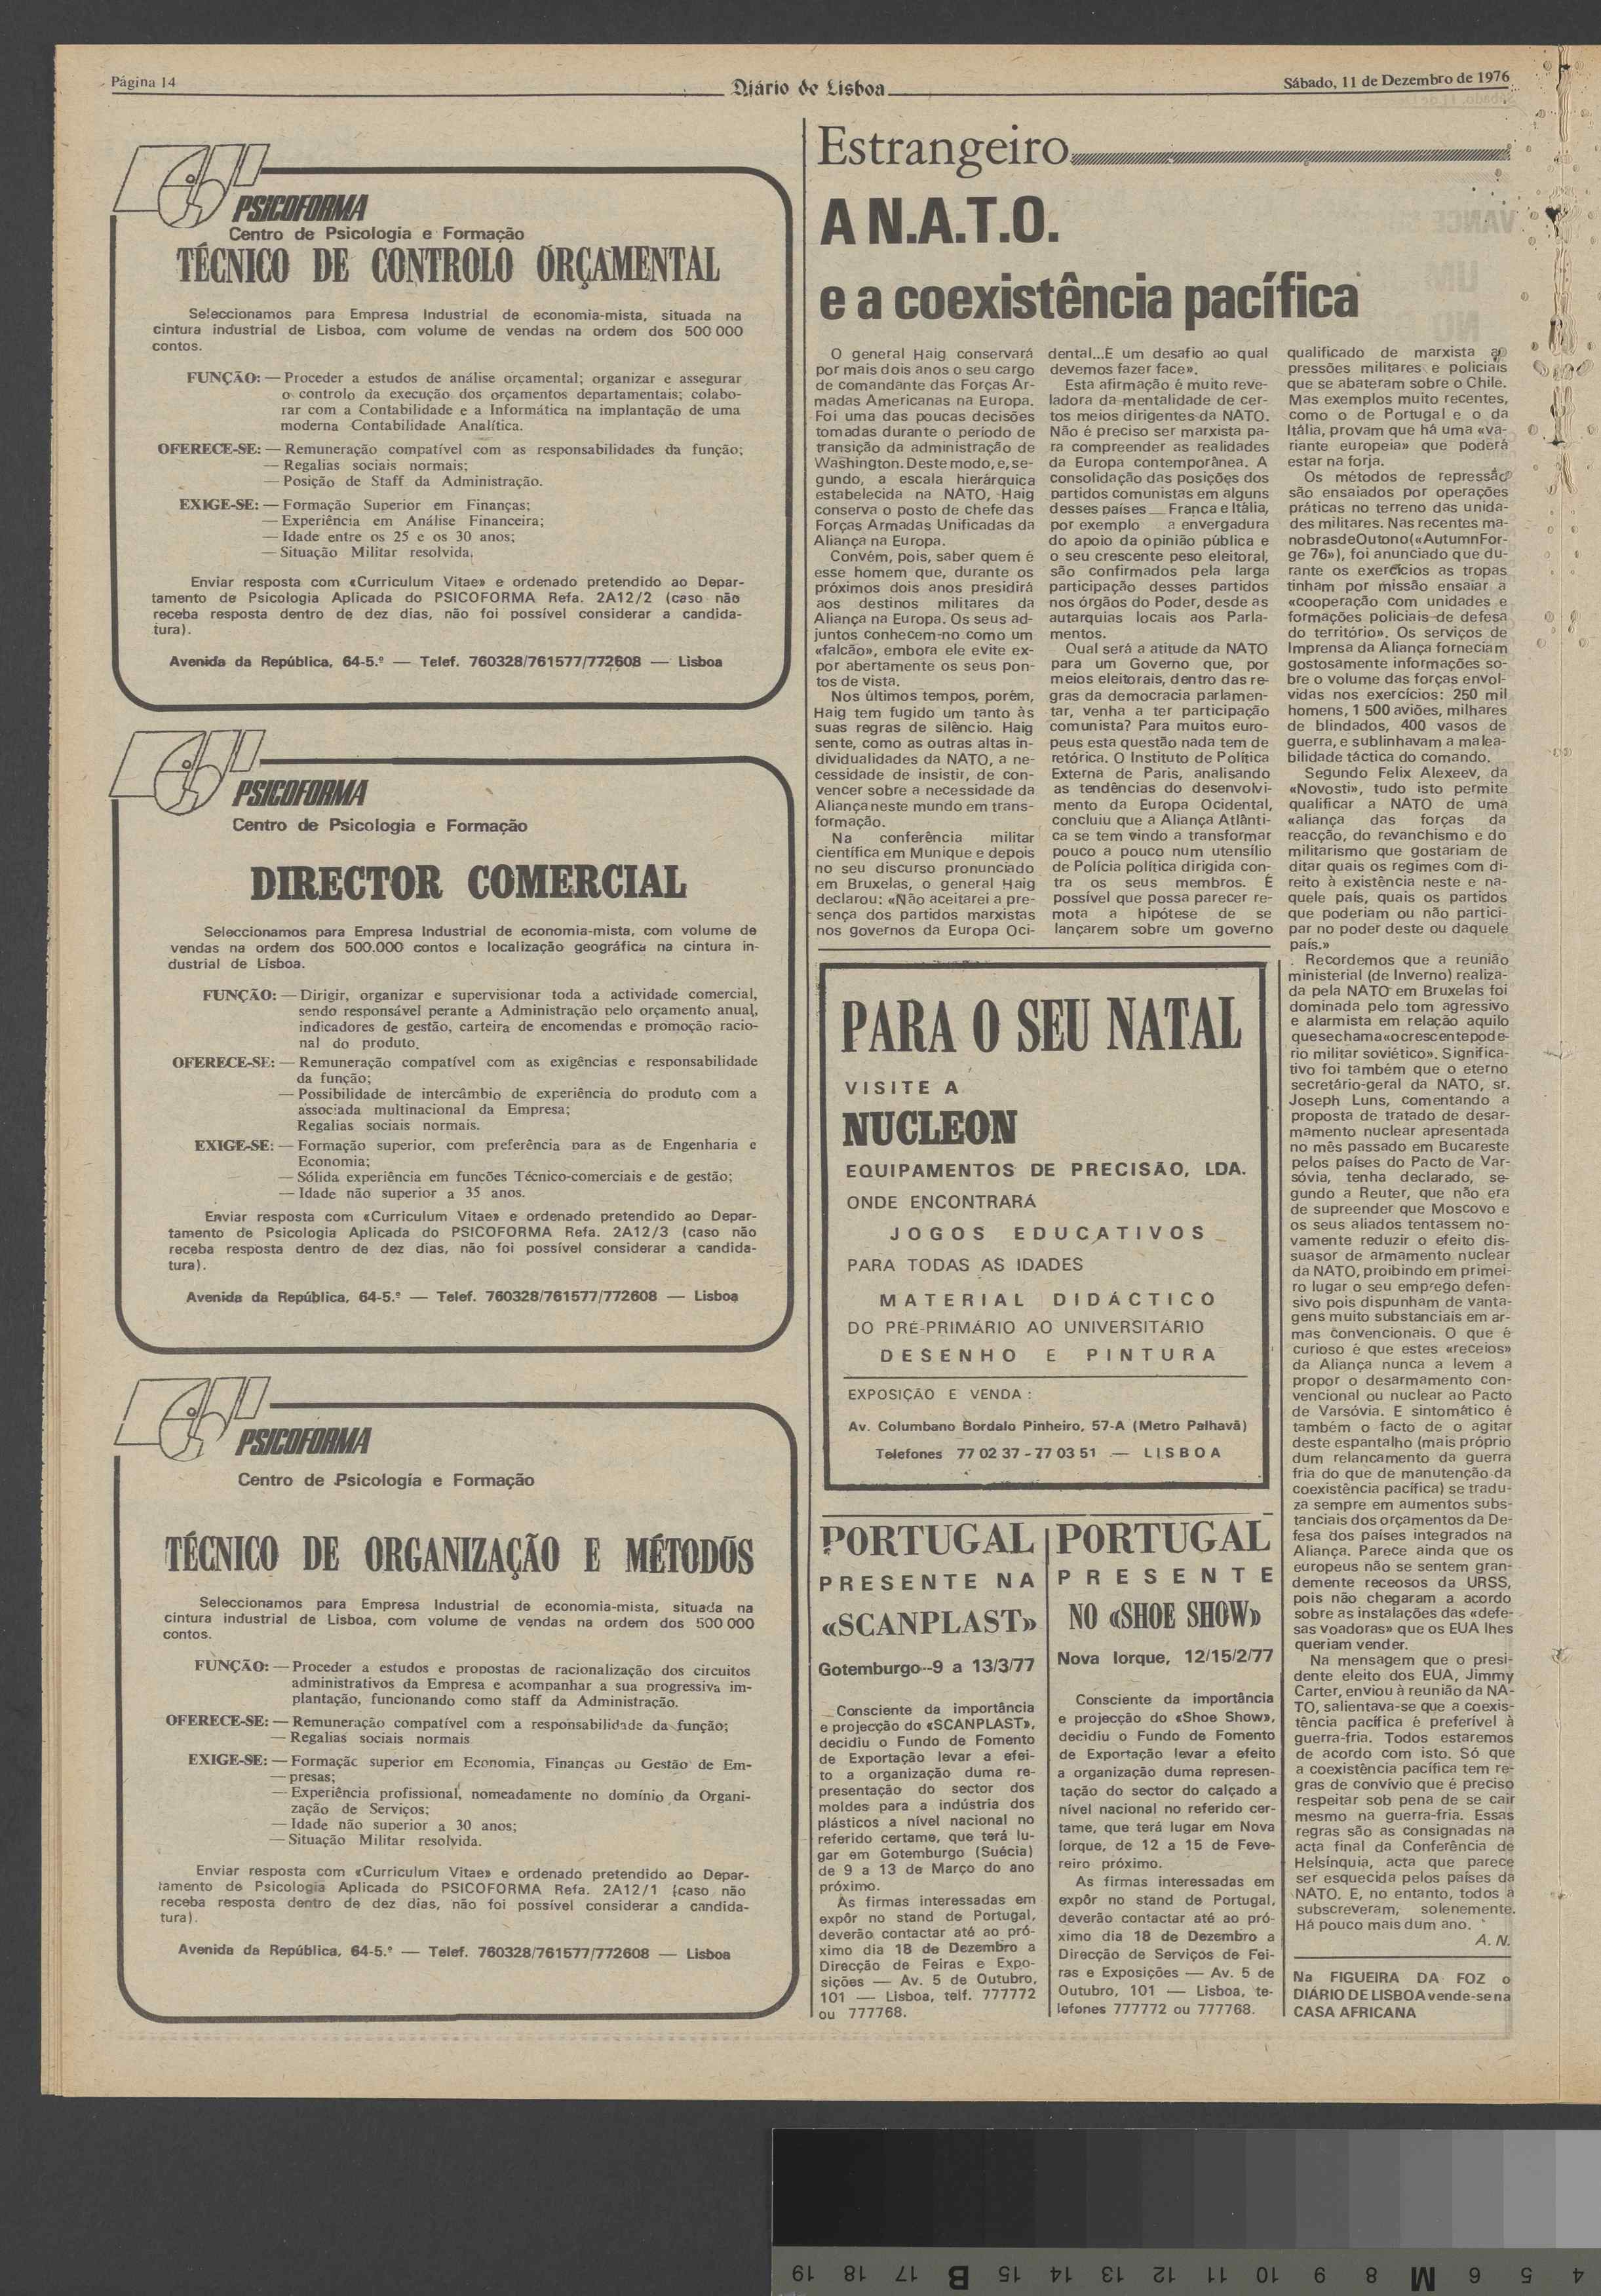 Página 14
Diário de Lisboa
Sábado, 11 de Dezembro de 1976
PSICOFORMA
Centro de Psicologia e Formação
TÉCNICO DE CONTROLO ORÇAMENTAL
Seleccionamos para Empresa Industrial de economia-mista, situada na
cintura industrial de Lisboa, com volume de vendas na ordem dos 500 000
contos.
FUNÇÃO: — Proceder a estudos de análise orçamental; organizar e assegurar
o controlo da execução dos orçamentos departamentais; colabo-
rar com a Contabilidade e a Informática na implantação de uma
moderna Contabilidade Analítica.
OFERECE-SE: — Remuneração compatível com as responsabilidades da função;
— Regalias sociais normais;
— Posição de Staff da Administração.
EXIGE-SE: — Formação Superior em Finanças;
— Experiência em Análise Financeira;
— Idade entre os 25 e os 30 anos;
— Situação Militar resolvida.
Enviar resposta com «Curriculum Vitae» e ordenado pretendido ao Depar-
tamento de Psicologia Aplicada do PSICOFORMA Refa. 2A12/2 (caso não
receba resposta dentro de dez dias, não foi possível considerar a candida-
tura).
Avenida da República, 64-5.º — Telef. 760328/761577/772608 — Lisboa
PSICOFORMA
Centro de Psicologia e Formação
DIRECTOR COMERCIAL
Seleccionamos para Empresa Industrial de economia-mista, com volume de
vendas na ordem dos 500.000 contos e localização geográfica na cintura in-
dustrial de Lisboa.
FUNÇÃO: — Dirigir, organizar e supervisionar toda a actividade comercial,
sendo responsável perante a Administração pelo orçamento anual,
indicadores de gestão, carteira de encomendas e promoção racio-
nal do produto.
OFERECE-SE: — Remuneração compatível com as exigências e responsabilidade
da função;
— Possibilidade de intercâmbio de experiência do produto com a
associada multinacional da Empresa;
Regalias sociais normais.
EXIGE-SE: — Formação superior, com preferência para as de Engenharia e
Economia;
— Sólida experiência em funções Técnico-comerciais e de gestão;
— Idade não superior a 35 anos.
Enviar resposta com «Curriculum Vitae» e ordenado pretendido ao Depar-
tamento de Psicologia Aplicada do PSICOFORMA Refa. 2A12/3 (caso não
receba resposta dentro de dez dias, não foi possível considerar a candida-
tura).
Avenida da República, 64-5.º — Telef. 760328/761577/772608 — Lisboa
PSICOFORMA
Centro de Psicologia e Formação
TÉCNICO DE ORGANIZAÇÃO E MÉTODOS
Seleccionamos para Empresa Industrial de economia-mista, situada na
cintura industrial de Lisboa, com volume de vendas na ordem dos 500 000
contos.
FUNÇÃO: — Proceder a estudos e propostas de racionalização dos circuitos
administrativos da Empresa e acompanhar a sua progressiva im-
plantação, funcionando como staff da Administração.
OFERECE-SE: — Remuneração compatível com a responsabilidade da função;
— Regalias sociais normais
EXIGE-SE: — Formação superior em Economia, Finanças ou Gestão de Em-
— presas;
— Experiência profissional, nomeadamente no domínio da Organi-
zação de Serviços;
— Idade não superior a 30 anos;
— Situação Militar resolvida.
Enviar resposta com «Curriculum Vitae» e ordenado pretendido ao Depar-
tamento de Psicologia Aplicada do PSICOFORMA Refa. 2A12/1 (caso não
receba resposta dentro de dez dias, não foi possível considerar a candida-
tura).
Avenida da República, 64-5.º — Telef. 760328/761577/772608 — Lisboa
Estrangeiro
A N.A.T.O.
e a coexistência pacífica
O general Haig conservará
por mais dois anos o seu cargo
de comandante das Forças Ar-
madas Americanas na Europa.
Foi uma das poucas decisões
tomadas durante o período de
transição da administração de
Washington. Deste modo, e, se-
gundo, a escala hierárquica
estabelecida na NATO, Haig
conserva o posto de chefe das
Forças Armadas Unificadas da
Aliança na Europa.
Convém, pois, saber quem é
esse homem que, durante os
próximos dois anos presidirá
aos destinos militares da
Aliança na Europa. Os seus ad-
juntos conhecem-no como um
«falcão», embora ele evite ex-
por abertamente os seus pon-
tos de vista.
Nos últimos tempos, porém,
Haig tem fugido um tanto às
suas regras de silêncio. Haig
sente, como as outras altas in-
dividualidades da NATO, a ne-
cessidade de insistir, de con-
vencer sobre a necessidade da
Aliança neste mundo em trans-
formação.
Na conferência militar
científica em Munique e depois
no seu discurso pronunciado
em Bruxelas, o general Haig
declarou: «Não aceitarei a pre-
sença dos partidos marxistas
nos governos da Europa Oci-
dental...É um desafio ao qual
devemos fazer face».
Esta afirmação é muito reve-
ladora da mentalidade de cer-
tos meios dirigentes da NATO.
Não é preciso ser marxista pa-
ra compreender as realidades
da Europa contemporânea. A
consolidação das posições dos
partidos comunistas em alguns
desses países — França e Itália,
por exemplo — a envergadura
do apoio da opinião pública e
o seu crescente peso eleitoral,
são confirmados pela larga
participação desses partidos
nos órgãos do Poder, desde as
autarquias locais aos Parla-
mentos.
Qual será a atitude da NATO
para um Governo que, por
meios eleitorais, dentro das re-
gras da democracia parlamen-
tar, venha a ter participação
comunista? Para muitos euro-
peus esta questão nada tem de
retórica. O Instituto de Política
Externa de Paris, analisando
as tendências do desenvolvi-
mento da Europa Ocidental,
concluiu que a Aliança Atlânti-
ca se tem vindo a transformar
pouco a pouco num utensílio
de Polícia política dirigida con-
tra os seus membros. É
possível que possa parecer re-
mota a hipótese de se
lançarem sobre um governo
qualificado de marxista as
pressões militares e policiais
que se abateram sobre o Chile.
Mas exemplos muito recentes,
como o de Portugal e o da
Itália, provam que há uma «va-
riante europeia» que poderá
estar na forja.
Os métodos de repressão
são ensaiados por operações
práticas no terreno das unida-
des militares. Nas recentes ma-
nobras de Outono («Autumn For-
ge 76»), foi anunciado que du-
rante os exercícios as tropas
tinham por missão ensaiar a
«cooperação com unidades e
formações policiais de defesa
do território». Os serviços de
Imprensa da Aliança forneciam
gostosamente informações so-
bre o volume das forças envol-
vidas nos exercícios: 250 mil
homens, 1 500 aviões, milhares
de blindados, 400 vasos de
guerra, e sublinhavam a malea-
bilidade táctica do comando.
Segundo Felix Alexeev, da
«Novosti», tudo isto permite
qualificar a NATO de uma
«aliança das forças da
reacção, do revanchismo e do
militarismo que gostariam de
ditar quais os regimes com di-
reito à existência neste e na-
quele país, quais os partidos
que poderiam ou não partici-
par no poder deste ou daquele
país.»
Recordemos que a reunião
ministerial (de Inverno) realiza-
da pela NATO em Bruxelas foi
dominada pelo tom agressivo
e alarmista em relação aquilo
que se chama «o crescente pode-
rio militar soviético». Significa-
tivo foi também que o eterno
secretário-geral da NATO, sr.
Joseph Luns, comentando a
proposta de tratado de desar-
mamento nuclear apresentada
no mês passado em Bucareste
pelos países do Pacto de Var-
sóvia, tenha declarado, se-
gundo a Reuter, que não era
de supreender que Moscovo e
os seus aliados tentassem no-
vamente reduzir o efeito dis-
suasor de armamento nuclear
da NATO, proibindo em primei-
ro lugar o seu emprego defen-
sivo pois dispunham de vanta-
gens muito substanciais em ar-
mas convencionais. O que é
curioso é que estes «receios»
da Aliança nunca a levem a
propor o desarmamento con-
vencional ou nuclear ao Pacto
de Varsóvia. E sintomático é
também o facto de o agitar
deste espantalho (mais próprio
dum relancamento da guerra
fria do que de manutenção da
coexistência pacífica) se tradu-
za sempre em aumentos subs-
tanciais dos orçamentos da De-
fesa dos países integrados na
Aliança. Parece ainda que os
europeus não se sentem gran-
demente receosos da URSS,
pois não chegaram a acordo
sobre as instalações das «defe-
sas voadoras» que os EUA lhes
queriam vender.
Na mensagem que o presi-
dente eleito dos EUA, Jimmy
Carter, enviou à reunião da NA-
TO, salientava-se que a coexis-
tência pacífica é preferível à
guerra-fria. Todos estaremos
de acordo com isto. Só que
a coexistência pacífica tem re-
gras de convívio que é preciso
respeitar sob pena de se cair
mesmo na guerra-fria. Essas
regras são as consignadas na
acta final da Conferência de
Helsínquia, acta que parece
ser esquecida pelos países da
NATO. E, no entanto, todos a
subscreveram, solenemente.
Há pouco mais dum ano.
A. N.
PARA O SEU NATAL
VISITE A
NUCLEON
EQUIPAMENTOS DE PRECISÃO, LDA.
ONDE ENCONTRARÁ
JOGOS EDUCATIVOS
PARA TODAS AS IDADES
MATERIAL DIDÁCTICO
DO PRÉ-PRIMÁRIO AO UNIVERSITÁRIO
DESENHO E PINTURA
EXPOSIÇÃO E VENDA:
Av. Columbano Bordalo Pinheiro, 57-A (Metro Palhavã)
Telefones 77 02 37 - 77 03 51 — LISBOA
PORTUGAL
PRESENTE NA
«SCANPLAST»
Gotemburgo--9 a 13/3/77
Consciente da importância
e projecção do «SCANPLAST»,
decidiu o Fundo de Fomento
de Exportação levar a efei-
to a organização duma re-
presentação do sector dos
moldes para a indústria dos
plásticos a nível nacional no
referido certame, que terá lu-
gar em Gotemburgo (Suécia)
de 9 a 13 de Março do ano
próximo.
As firmas interessadas em
expôr no stand de Portugal,
deverão contactar até ao pró-
ximo dia 18 de Dezembro a
Direcção de Feiras e Expo-
sições — Av. 5 de Outubro,
101 — Lisboa, telf. 777772
ou 777768.
PORTUGAL
PRESENTE
NO «SHOE SHOW»
Nova Iorque, 12/15/2/77
Consciente da importância
e projecção do «Shoe Show»,
decidiu o Fundo de Fomento
de Exportação levar a efeito
a organização duma represen-
tação do sector do calçado a
nível nacional no referido cer-
tame, que terá lugar em Nova
Iorque, de 12 a 15 de Feve-
reiro próximo.
As firmas interessadas em
expôr no stand de Portugal,
deverão contactar até ao pró-
ximo dia 18 de Dezembro a
Direcção de Serviços de Fei-
ras e Exposições — Av. 5 de
Outubro, 101 — Lisboa, te-
lefones 777772 ou 777768.
Na FIGUEIRA DA FOZ o
DIÁRIO DE LISBOA vende-se na
CASA AFRICANA
19 18 17 B 16 15 14 13 12 11 10 9 8 M 6 5 4